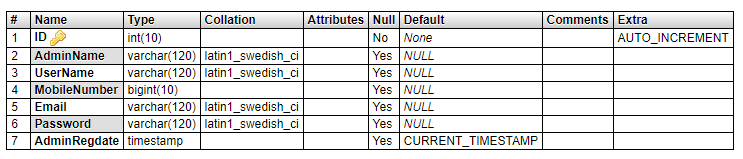 # Name Type Collation Attributes Null Default Comments Extra
1 ID int(10) No None AUTO_INCREMENT
2 AdminName varchar(120) latin1_swedish_ci Yes NULL
3 UserName varchar(120) latin1_swedish_ci Yes NULL
4 MobileNumber bigint(10) Yes NULL
5 Email varchar(120) latin1_swedish_ci Yes NULL
6 Password varchar(120) latin1_swedish_ci Yes NULL
7 AdminRegdate timestamp Yes CURRENT_TIMESTAMP